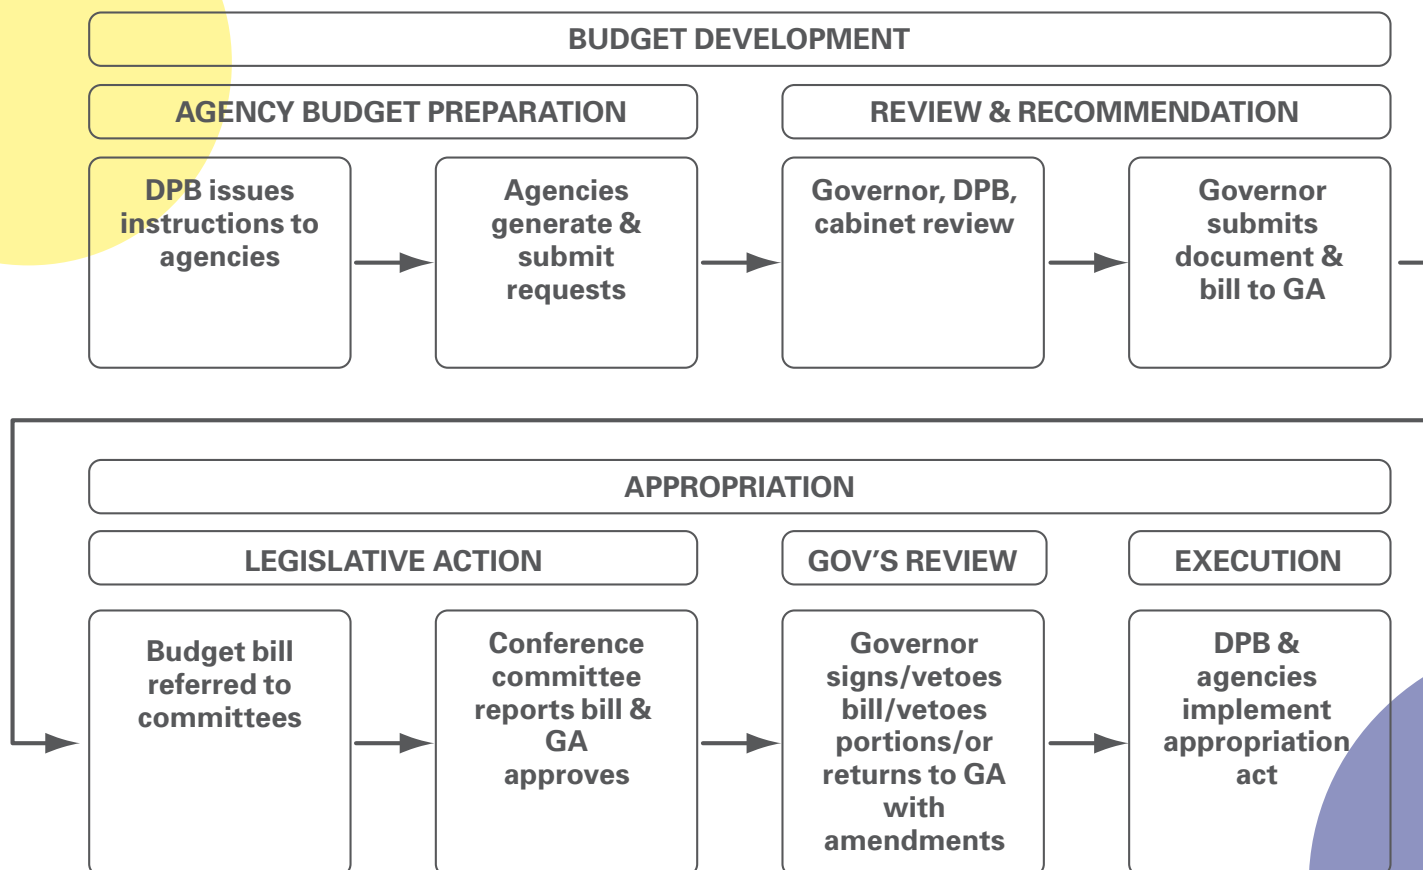 BUDGET DEVELOPMENT
AGENCY BUDGET PREPARATION
REVIEW & RECOMMENDATION
DPB issues
instructions to
agencies
Agencies
generate &
submit
requests
Governor, DPB,
cabinet review
Governor
submits
document &
bill to GA
APPROPRIATION
LEGISLATIVE ACTION
GOV’S REVIEW
EXECUTION
Budget bill
referred to
committees
Conference
committee
reports bill &
GA
approves
Governor
signs/vetoes
bill/vetoes
portions/or
returns to GA
with
amendments
DPB &
agencies
implement
appropriation
act